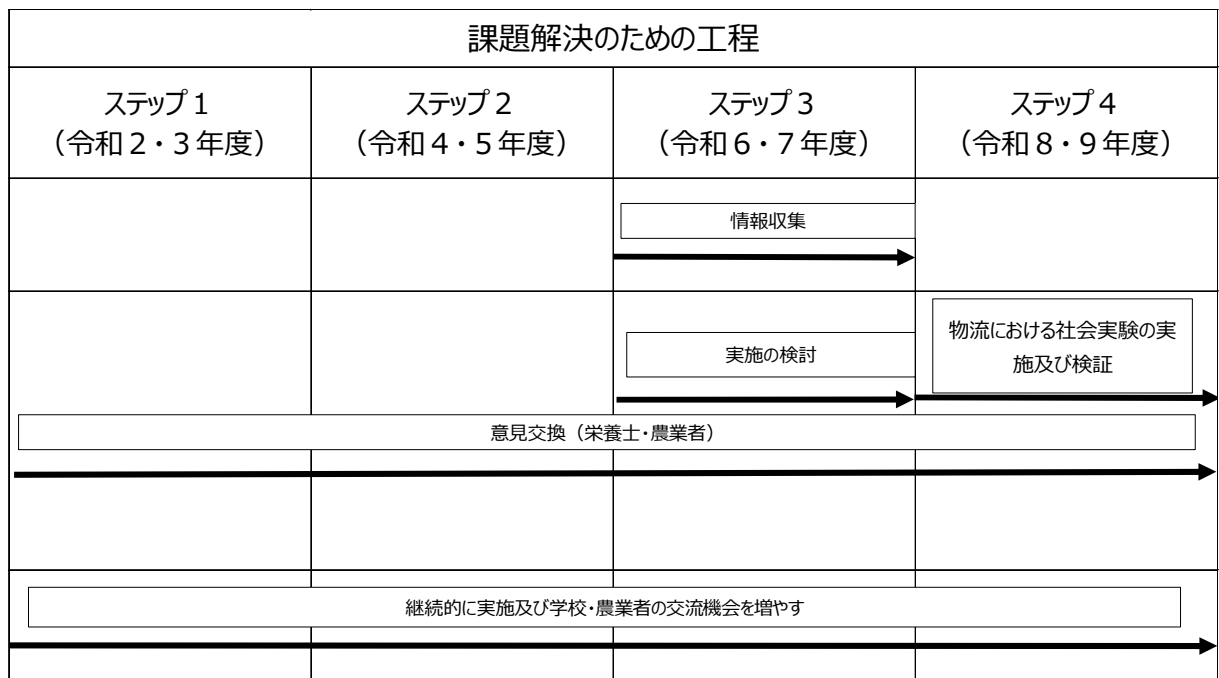 課題解決のための工程
ステップ1
（令和2・3年度）
ステップ2
（令和4・5年度）
ステップ3
（令和6・7年度）
ステップ4
（令和8・9年度）
情報収集
実施の検討
物流における社会実験の実
施及び検証
意見交換（栄養士・農業者）
継続的に実施及び学校・農業者の交流機会を増やす